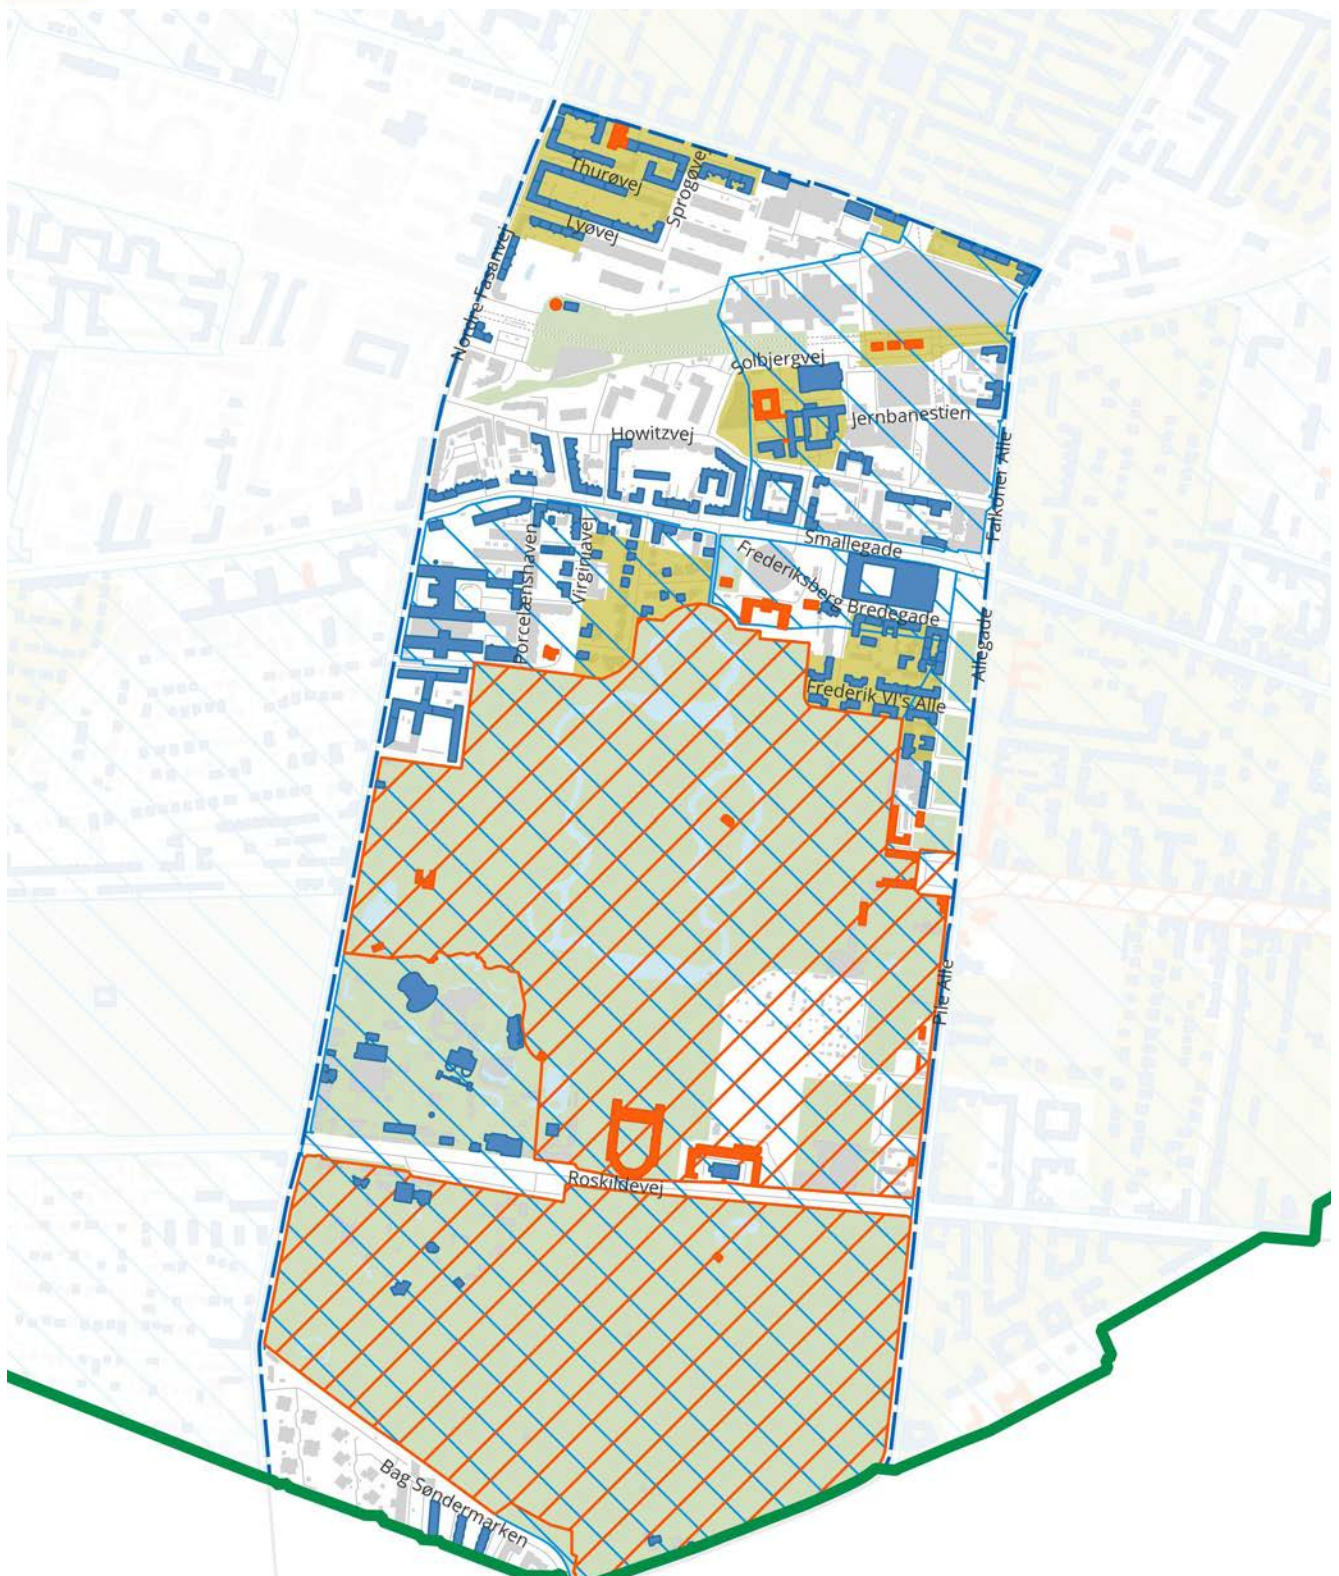 Thurøvej
Sprogøvej
Lyøvej
Nordre Fasanvej
Solbjergvej
Jernbanestien
Howitzvej
Falkoner Alle
Smallegade
Porcelænshaven
Virginiavej
Frederiksberg Bredegade
Allegade
Frederik VI's Alle
Pile Alle
Roskildevej
Bag Søndermarken